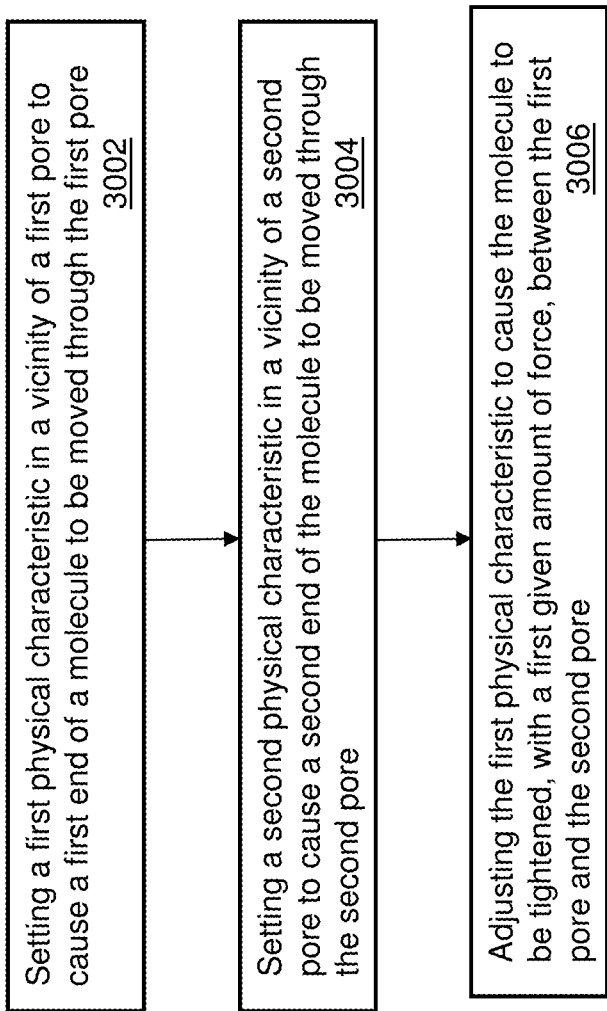 Setting a first physical characteristic in a vicinity of a first pore to
cause a first end of a molecule to be moved through the first pore
3002
Setting a second physical characteristic in a vicinity of a second
pore to cause a second end of the molecule to be moved through
the second pore
3004
Adjusting the first physical characteristic to cause the molecule to
be tightened, with a first given amount of force, between the first
pore and the second pore
3006